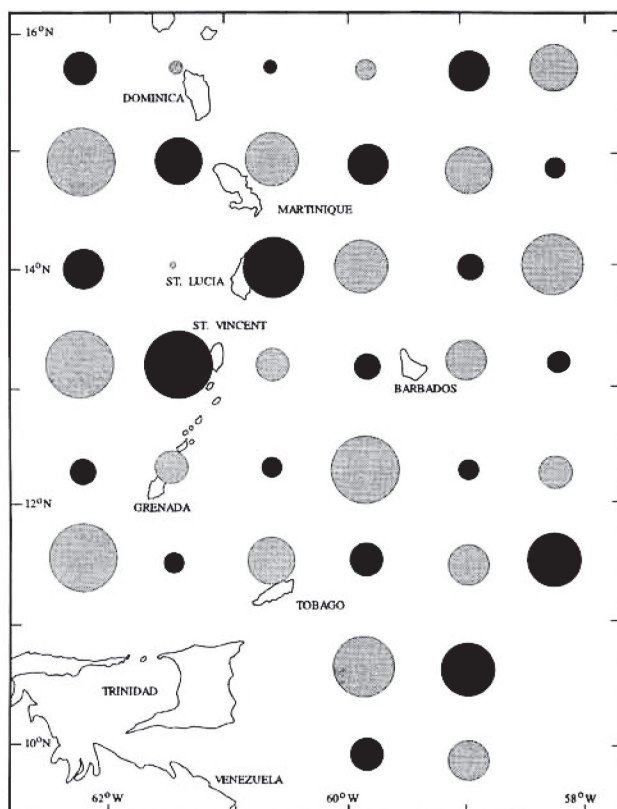 16°N
DOMINICA
MARTINIQUE
14°N
ST. LUCIA
ST. VINCENT
BARBADOS
12°N
GRENADA
TOBAGO
TRINIDAD
10°N
VENEZUELA
62°W
60°W
58°W